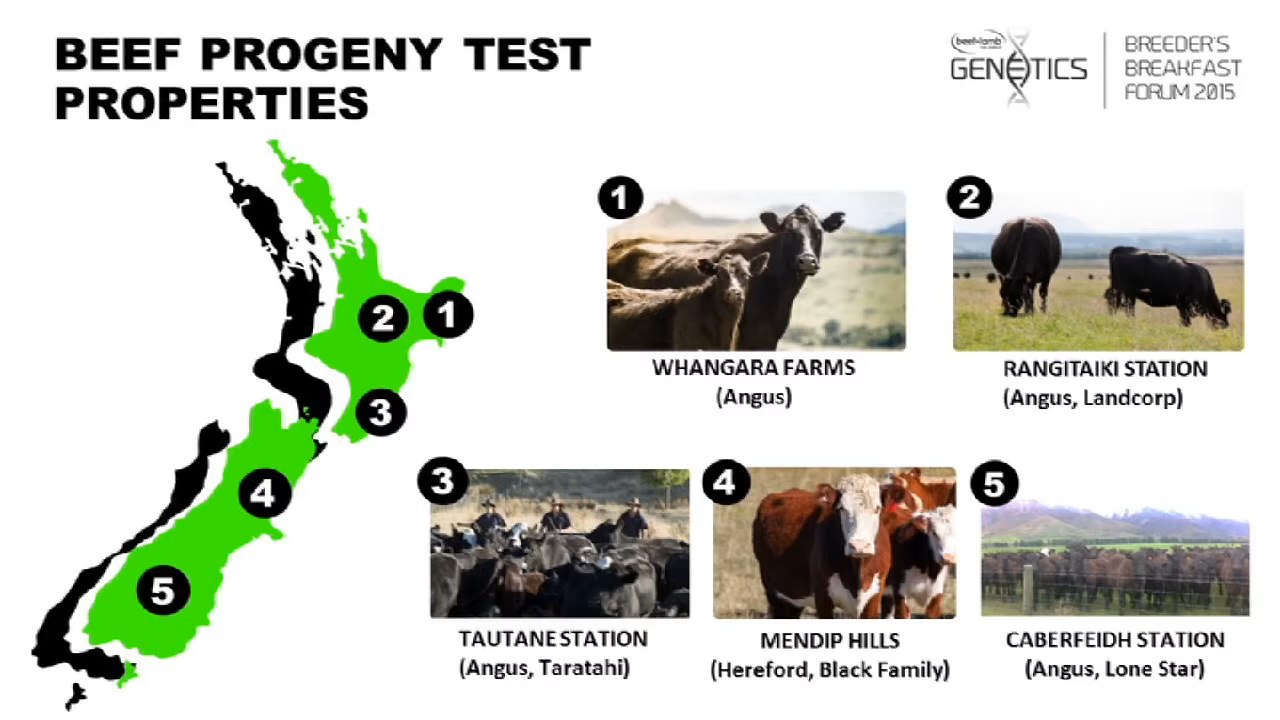 BEEF PROGENY TEST
PROPERTIES
beef+lamb
GENETICS
BREEDER'S
BREAKFAST
FORUM 2015
1
2
2
1
3
4
5
WHANGARA FARMS
(Angus)
RANGITAIKI STATION
(Angus, Landcorp)
3
4
5
TAUTANE STATION
(Angus, Taratahi)
MENDIP HILLS
(Hereford, Black Family)
CABERFEIDH STATION
(Angus, Lone Star)